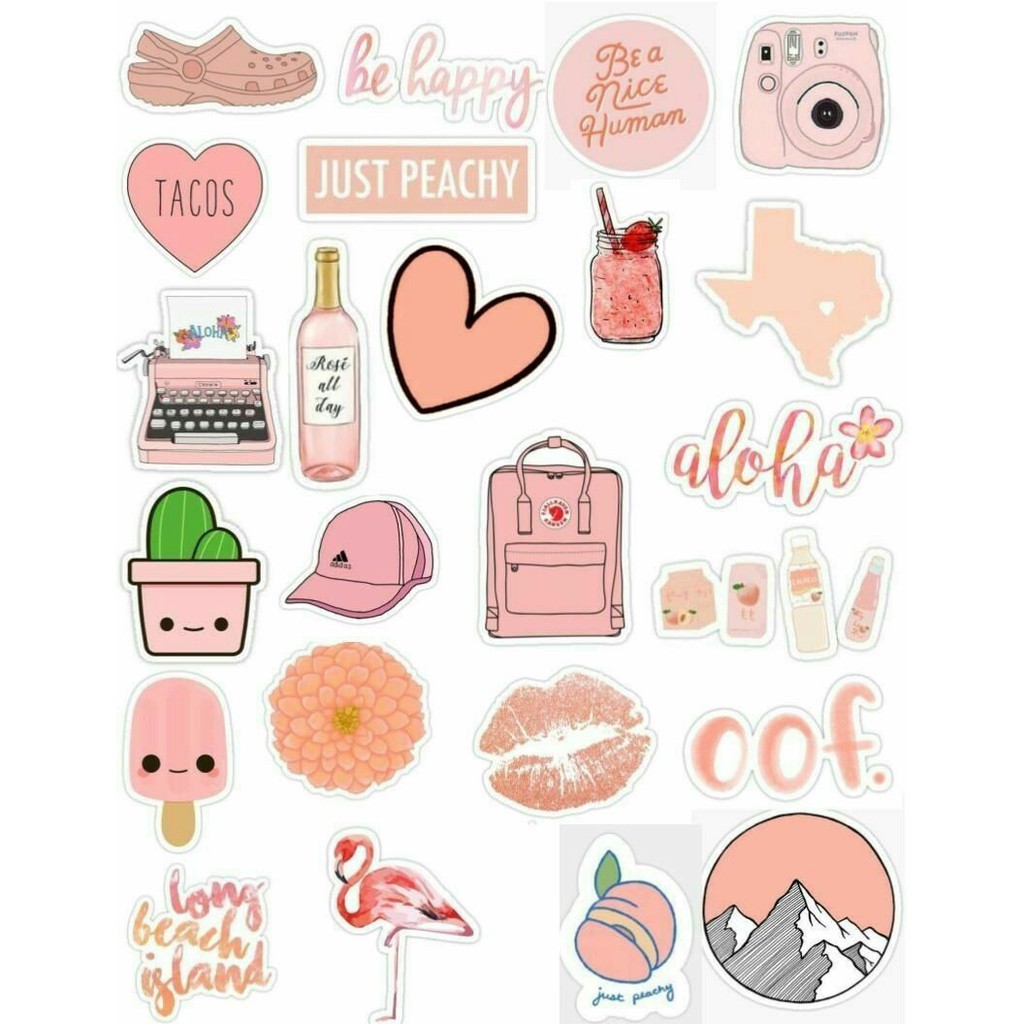 be happy
Be a
Nice
Human
FUJIFILM
TACOS
JUST PEACHY
ALOHA
Rosé
all
day
aloha
adidas
oof.
long
beach
island
just peachy